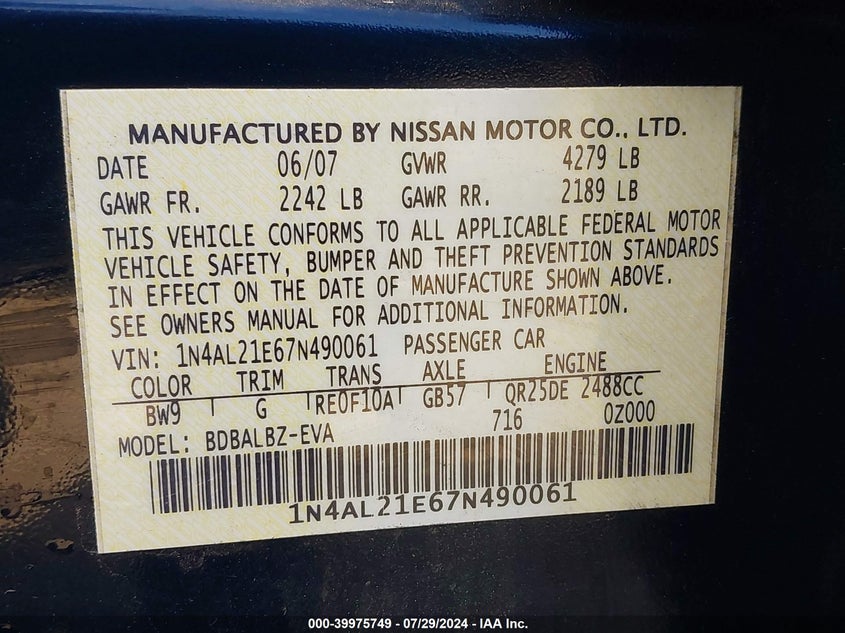 MANUFACTURED BY NISSAN MOTOR CO., LTD.
DATE 06/07 GVWR 4279 LB
GAWR FR. 2242 LB GAWR RR. 2189 LB
THIS VEHICLE CONFORMS TO ALL APPLICABLE FEDERAL MOTOR
VEHICLE SAFETY, BUMPER AND THEFT PREVENTION STANDARDS
IN EFFECT ON THE DATE OF MANUFACTURE SHOWN ABOVE.
SEE OWNERS MANUAL FOR ADDITIONAL INFORMATION.
VIN: 1N4AL21E67N490061 PASSENGER CAR
COLOR TRIM TRANS AXLE ENGINE
BW9 G RE0F10A GB57 QR25DE 2488CC
MODEL: BDBALBZ-EVA 716 0Z000
1N4AL21E67N490061
000-39975749 - 07/29/2024 - IAA Inc.